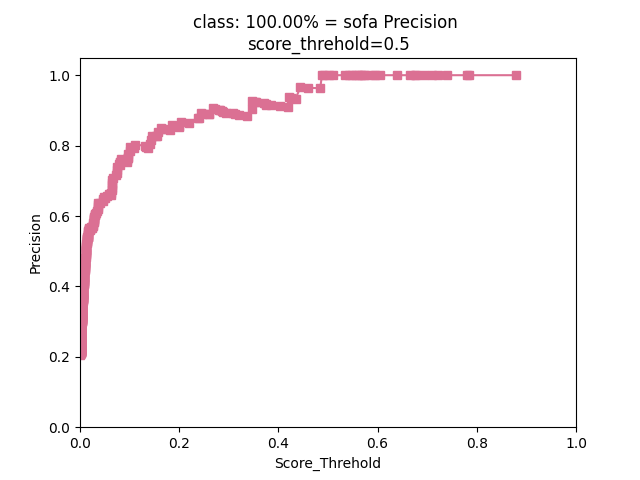 class: 100.00% = sofa Precision
score_threhold=0.5
1.0
0.8
0.6
0.4
0.2
0.0
Precision
0.0 0.2 0.4 0.6 0.8 1.0
Score_Threhold